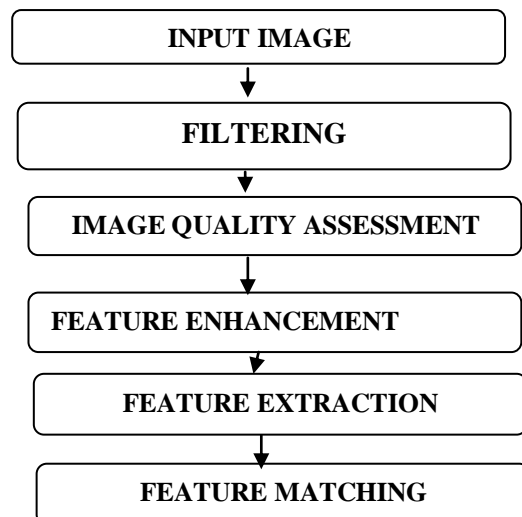 INPUT IMAGE
FILTERING
IMAGE QUALITY ASSESSMENT
FEATURE ENHANCEMENT
FEATURE EXTRACTION
FEATURE MATCHING